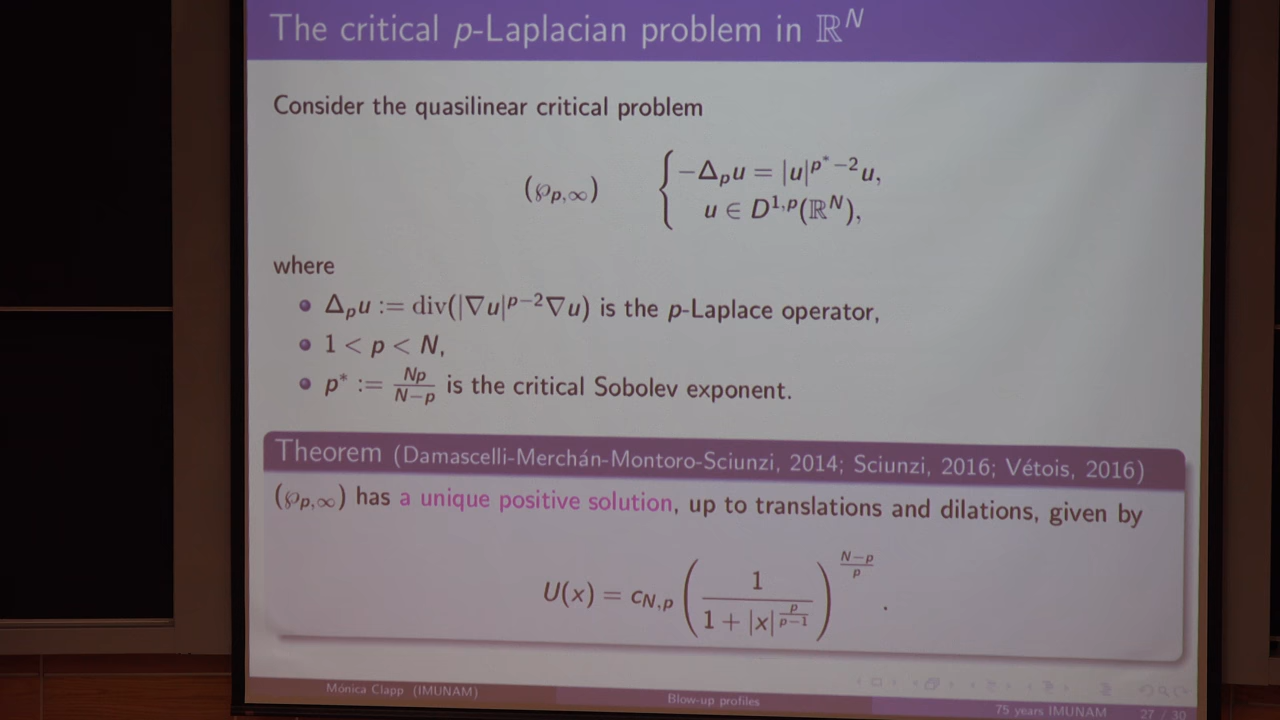 The critical p-Laplacian problem in ℝ^N
Consider the quasilinear critical problem
(℘_{p,∞}) { −Δ_p u = |u|^{p*−2}u,
u ∈ D^{1,p}(ℝ^N),
where
• Δ_p u := div(|∇u|^{p−2}∇u) is the p-Laplace operator,
• 1 < p < N,
• p* := Np/(N−p) is the critical Sobolev exponent.
Theorem (Damascelli-Merchán-Montoro-Sciunzi, 2014; Sciunzi, 2016; Vétois, 2016)
(℘_{p,∞}) has a unique positive solution, up to translations and dilations, given by
U(x) = c_{N,p} (1/(1 + |x|^{p/(p−1)}))^{(N−p)/p}.
Mónica Clapp (IMUNAM) Blow-up profiles 75 years IMUNAM 27 / 30